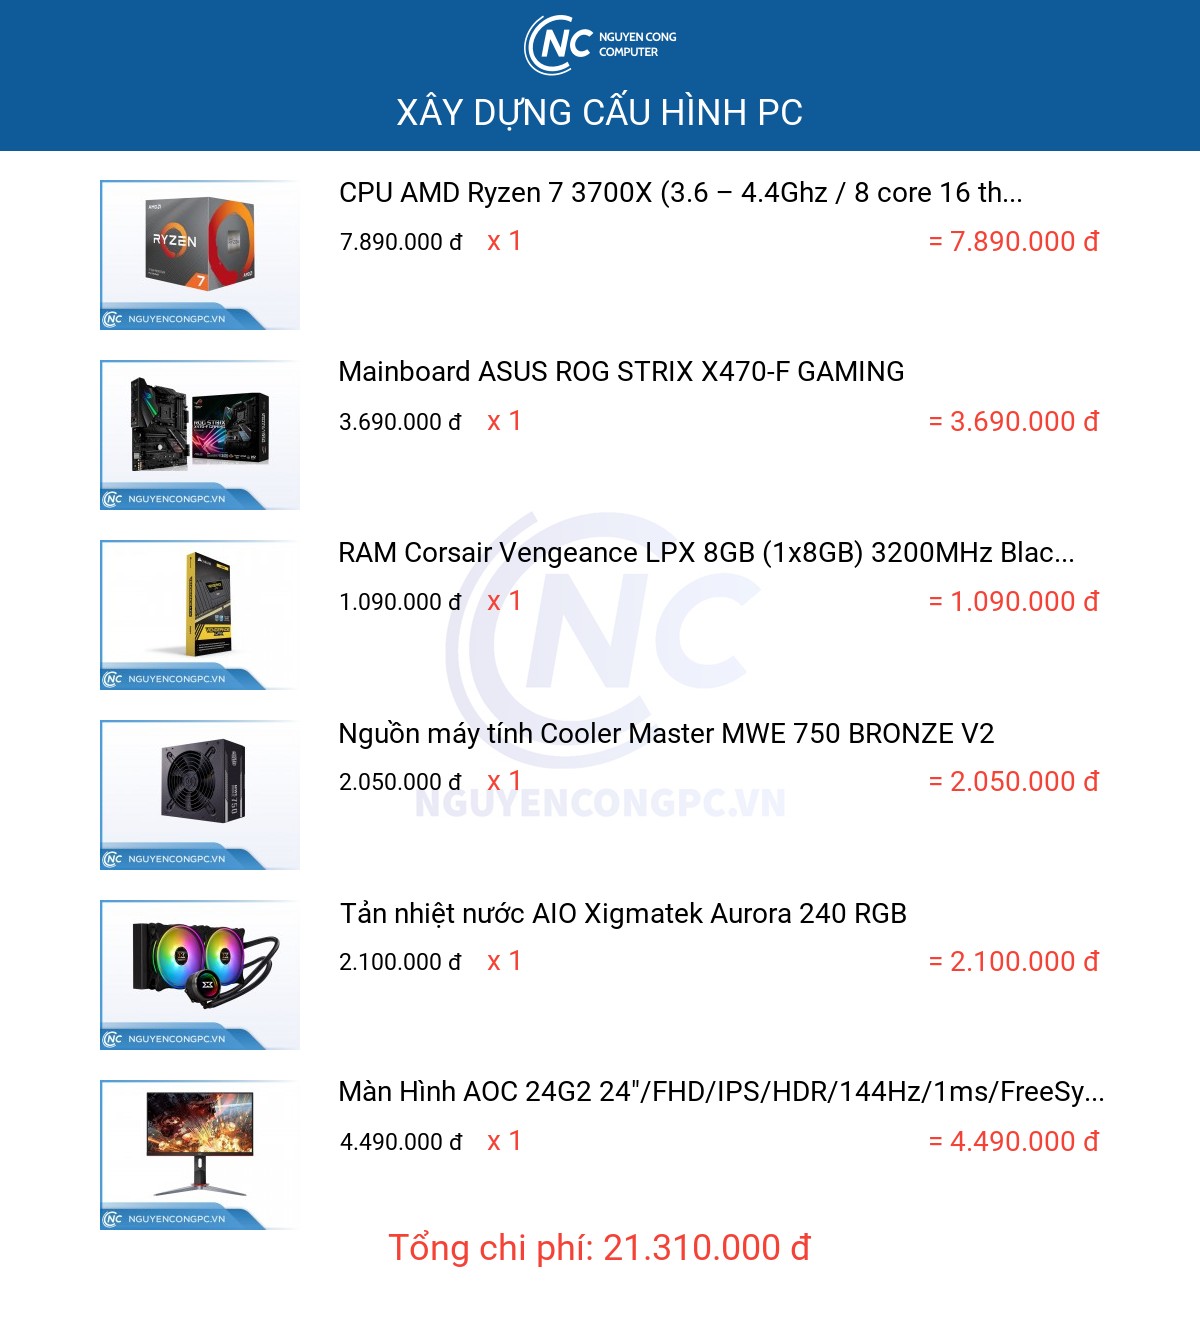 NC NGUYEN CONG
COMPUTER
XÂY DỰNG CẤU HÌNH PC
CPU AMD Ryzen 7 3700X (3.6 – 4.4Ghz / 8 core 16 th...
7.890.000 đ x 1 = 7.890.000 đ
AMD
RYZEN
7
AMD
NC NGUYENCONGPC.VN
Mainboard ASUS ROG STRIX X470-F GAMING
3.690.000 đ x 1 = 3.690.000 đ
ROG STRIX
NC NGUYENCONGPC.VN
RAM Corsair Vengeance LPX 8GB (1x8GB) 3200MHz Blac...
1.090.000 đ x 1 = 1.090.000 đ
NC NGUYENCONGPC.VN
NC
Nguồn máy tính Cooler Master MWE 750 BRONZE V2
2.050.000 đ x 1 = 2.050.000 đ
NGUYENCONGPC.VN
750
NC NGUYENCONGPC.VN
Tản nhiệt nước AIO Xigmatek Aurora 240 RGB
2.100.000 đ x 1 = 2.100.000 đ
NC NGUYENCONGPC.VN
Màn Hình AOC 24G2 24"/FHD/IPS/HDR/144Hz/1ms/FreeSy...
4.490.000 đ x 1 = 4.490.000 đ
NC NGUYENCONGPC.VN
Tổng chi phí: 21.310.000 đ